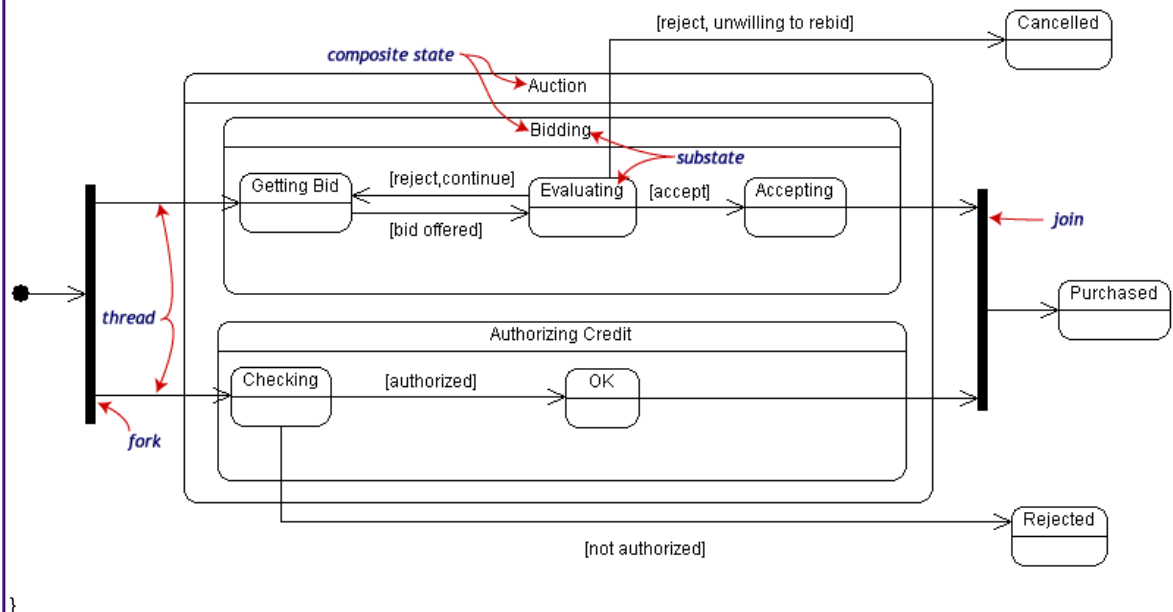 [reject, unwilling to rebid]
Cancelled
composite state
Auction
Bidding
substate
Getting Bid
[reject,continue]
Evaluating
[accept]
Accepting
[bid offered]
join
Purchased
thread
Authorizing Credit
Checking
[authorized]
OK
fork
Rejected
[not authorized]
}